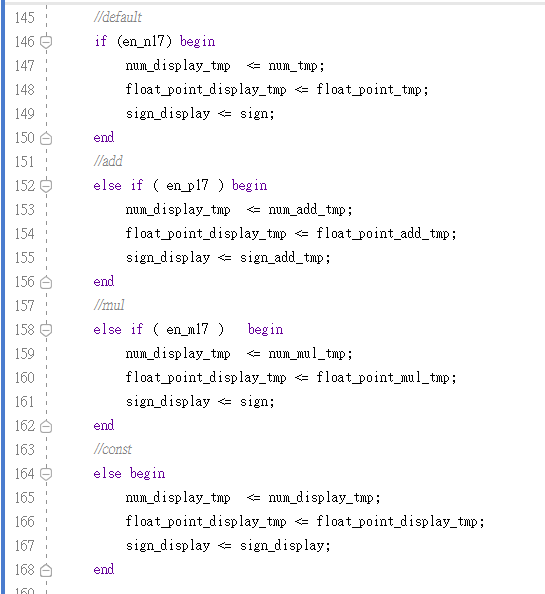 145 //default
146 if (en_n17) begin
147 num_display_tmp <= num_tmp;
148 float_point_display_tmp <= float_point_tmp;
149 sign_display <= sign;
150 end
151 //add
152 else if ( en_p17 ) begin
153 num_display_tmp <= num_add_tmp;
154 float_point_display_tmp <= float_point_add_tmp;
155 sign_display <= sign_add_tmp;
156 end
157 //mul
158 else if ( en_m17 ) begin
159 num_display_tmp <= num_mul_tmp;
160 float_point_display_tmp <= float_point_mul_tmp;
161 sign_display <= sign;
162 end
163 //const
164 else begin
165 num_display_tmp <= num_display_tmp;
166 float_point_display_tmp <= float_point_display_tmp;
167 sign_display <= sign_display;
168 end